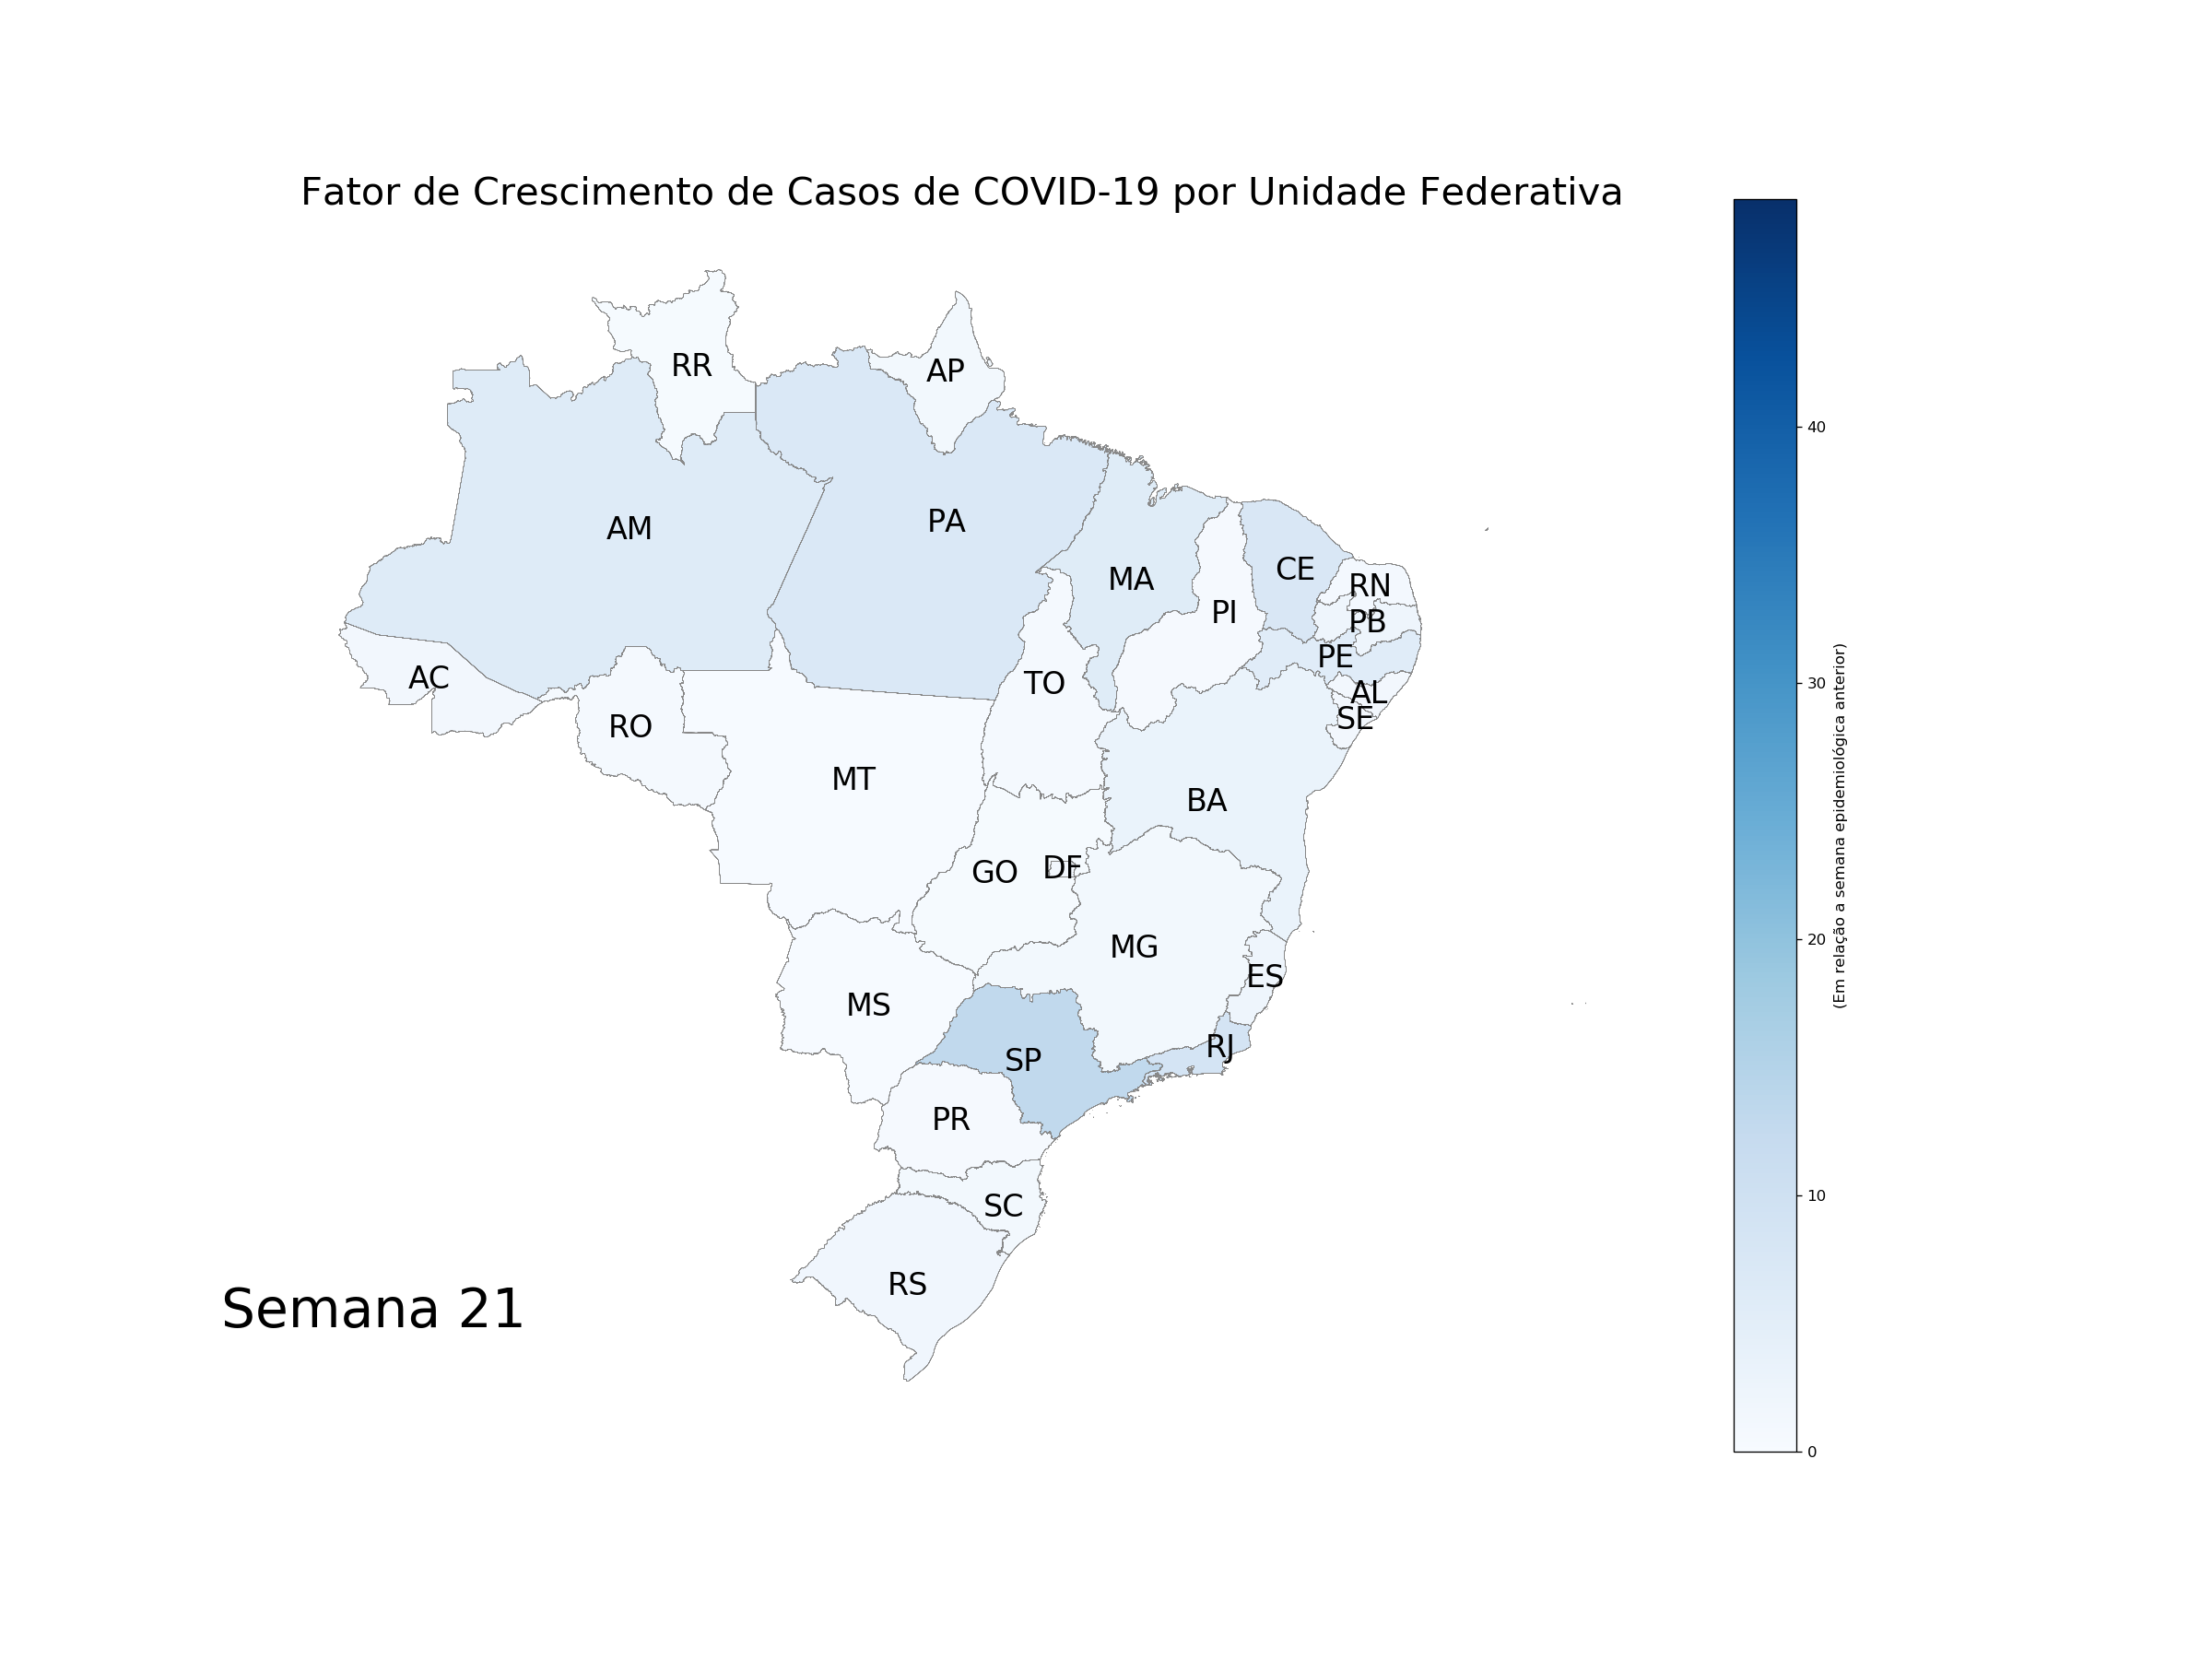 Fator de Crescimento de Casos de COVID-19 por Unidade Federativa
RR
AP
AM
PA
MA
CE
RN
PI
PB
PE
AC
TO
AL
SE
RO
MT
BA
GO
DF
MG
ES
MS
RJ
SP
PR
SC
RS
Semana 21
40
30
20
10
0
(Em relação a semana epidemiológica anterior)